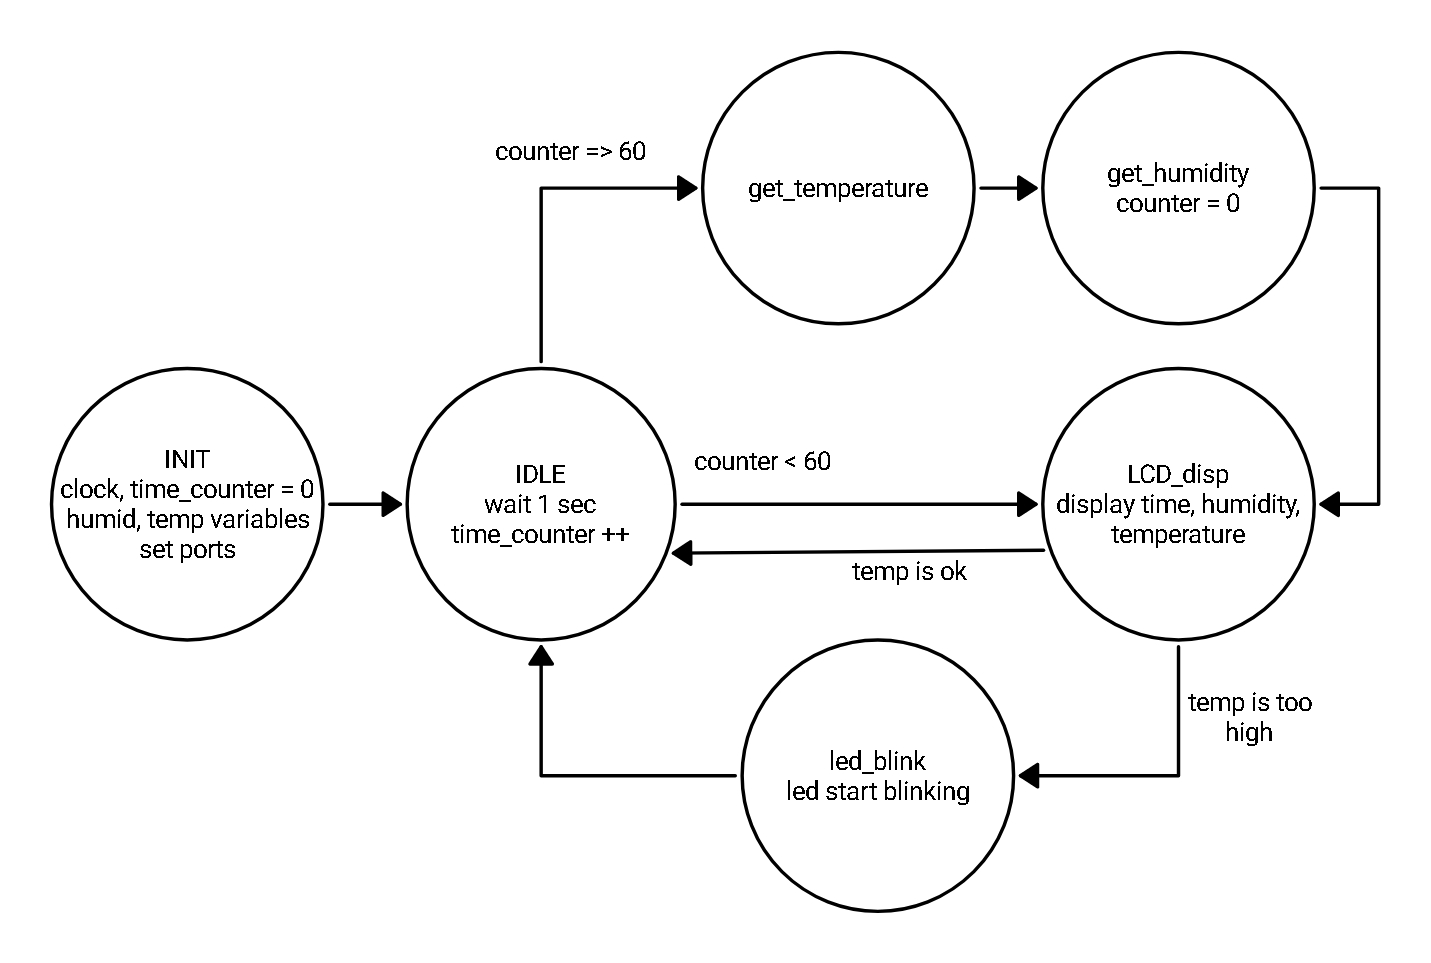 counter => 60
get_temperature
get_humidity
counter = 0
INIT
clock, time_counter = 0
humid, temp variables
set ports
IDLE
wait 1 sec
time_counter ++
counter < 60
LCD_disp
display time, humidity,
temperature
temp is ok
temp is too
high
led_blink
led start blinking